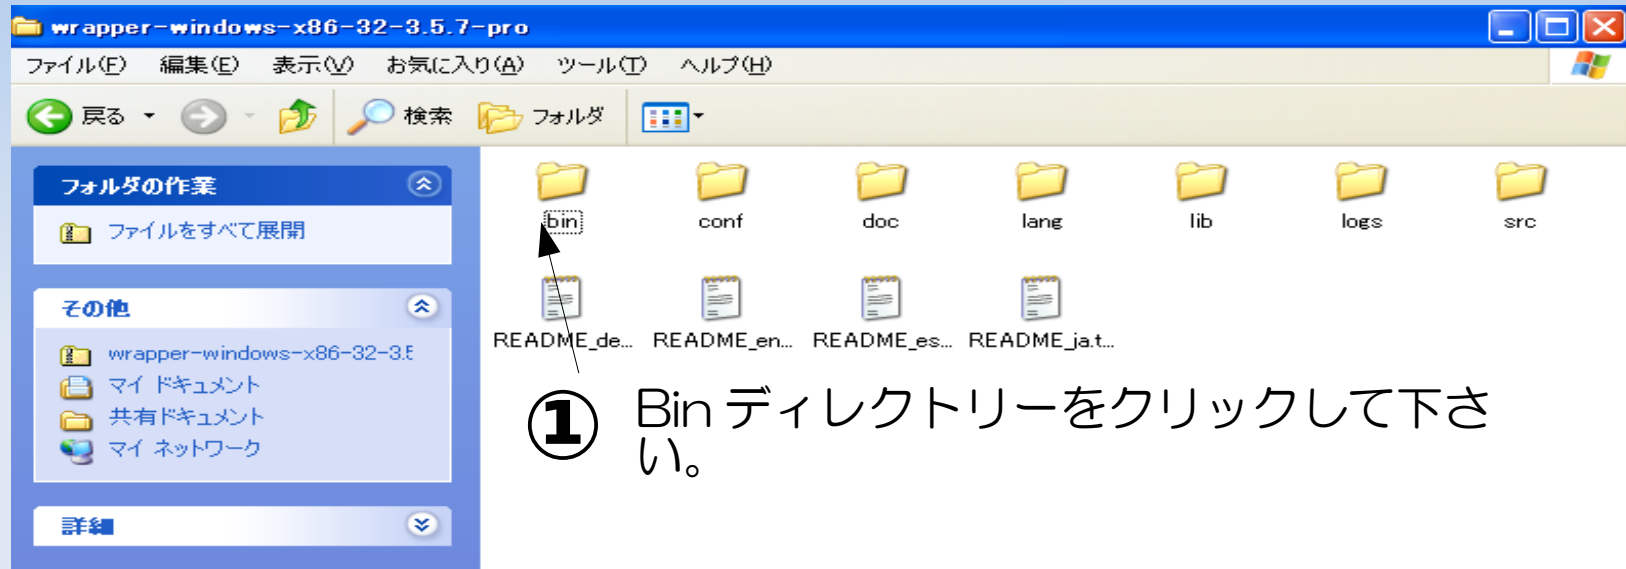 wrapper-windows-x86-32-3.5.7-pro
ファイル(F) 編集(E) 表示(V) お気に入り(A) ツール(T) ヘルプ(H)
戻る 検索 フォルダ
フォルダの作業
ファイルをすべて展開
その他
wrapper-windows-x86-32-3.5
マイ ドキュメント
共有ドキュメント
マイ ネットワーク
詳細
bin conf doc lang lib logs src
README_de... README_en... README_es... README_ja.t...
① Bin ディレクトリーをクリックして下さ
い。